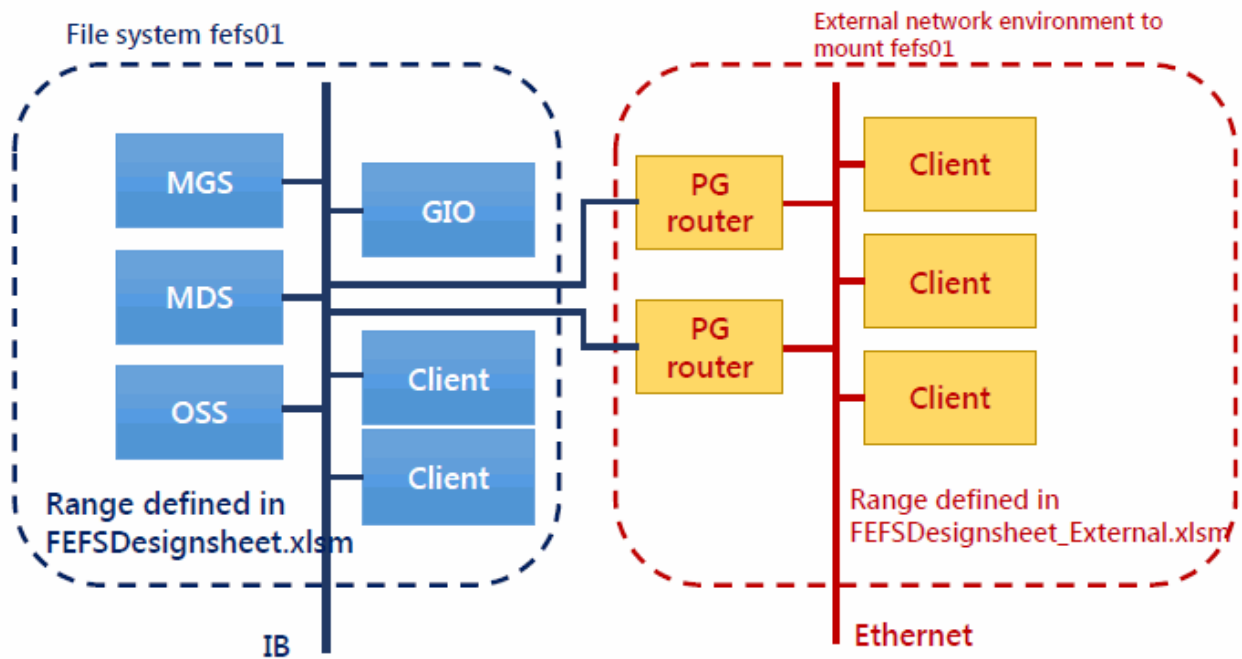 File system fefs01
External network environment to
mount fefs01
MGS
GIO
MDS
Client
OSS
Client
Range defined in
FEFSDesignsheet.xlsm
IB
PG
router
Client
Client
PG
router
Client
Range defined in
FEFSDesignsheet_External.xlsm
Ethernet